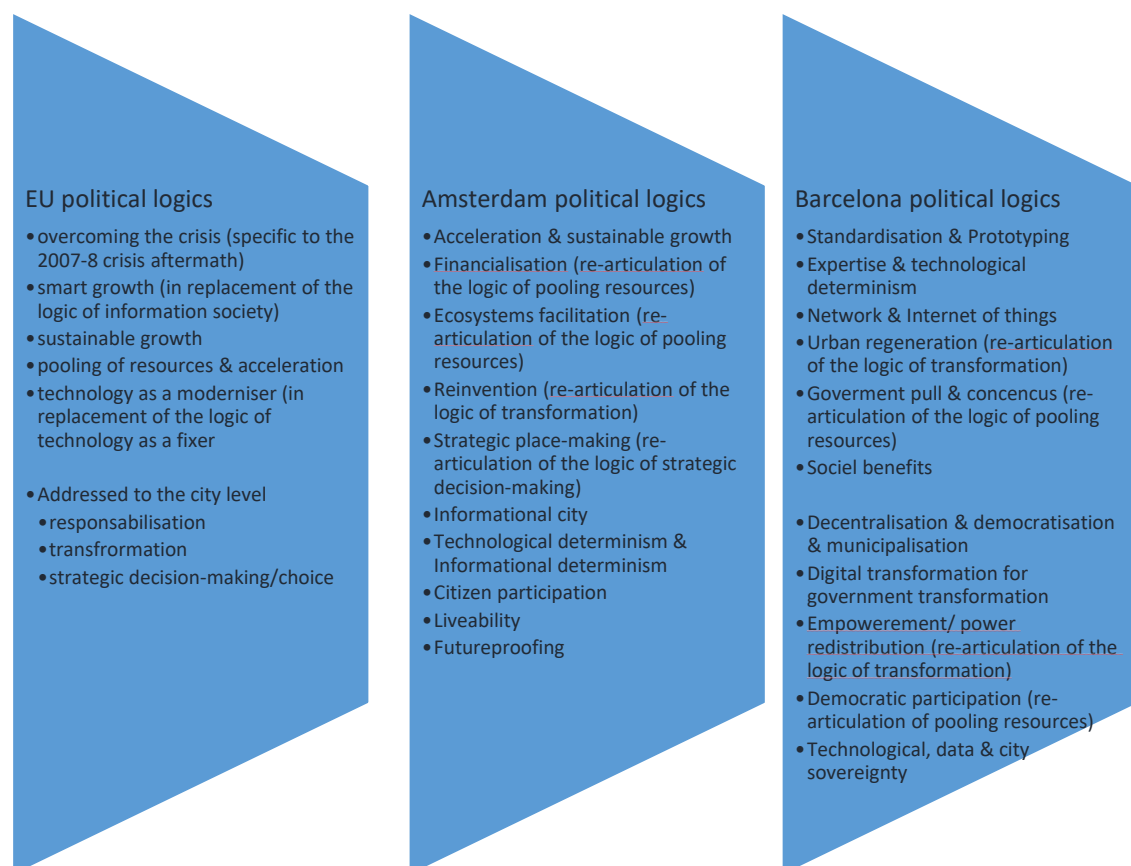 EU political logics
•overcoming the crisis (specific to the
2007-8 crisis aftermath)
•smart growth (in replacement of the
logic of information society)
•sustainable growth
•pooling of resources & acceleration
•technology as a moderniser (in
replacement of the logic of
technology as a fixer
•Addressed to the city level
•responsabilisation
•transfrormation
•strategic decision-making/choice
Amsterdam political logics
•Acceleration & sustainable growth
•Financialisation (re-articulation of
the logic of pooling resources)
•Ecosystems facilitation (re-
articulation of the logic of pooling
resources)
•Reinvention (re-articulation of the
logic of transformation)
•Strategic place-making (re-
articulation of the logic of strategic
decision-making)
•Informational city
•Technological determinism &
Informational determinism
•Citizen participation
•Liveability
•Futureproofing
Barcelona political logics
•Standardisation & Prototyping
•Expertise & technological
determinism
•Network & Internet of things
•Urban regeneration (re-articulation
of the logic of transformation)
•Goverment pull & concencus (re-
articulation of the logic of pooling
resources)
•Sociel benefits
•Decentralisation & democratisation
& municipalisation
•Digital transformation for
government transformation
•Empowerement/ power
redistribution (re-articulation of the
logic of transformation)
•Democratic participation (re-
articulation of pooling resources)
•Technological, data & city
sovereignty